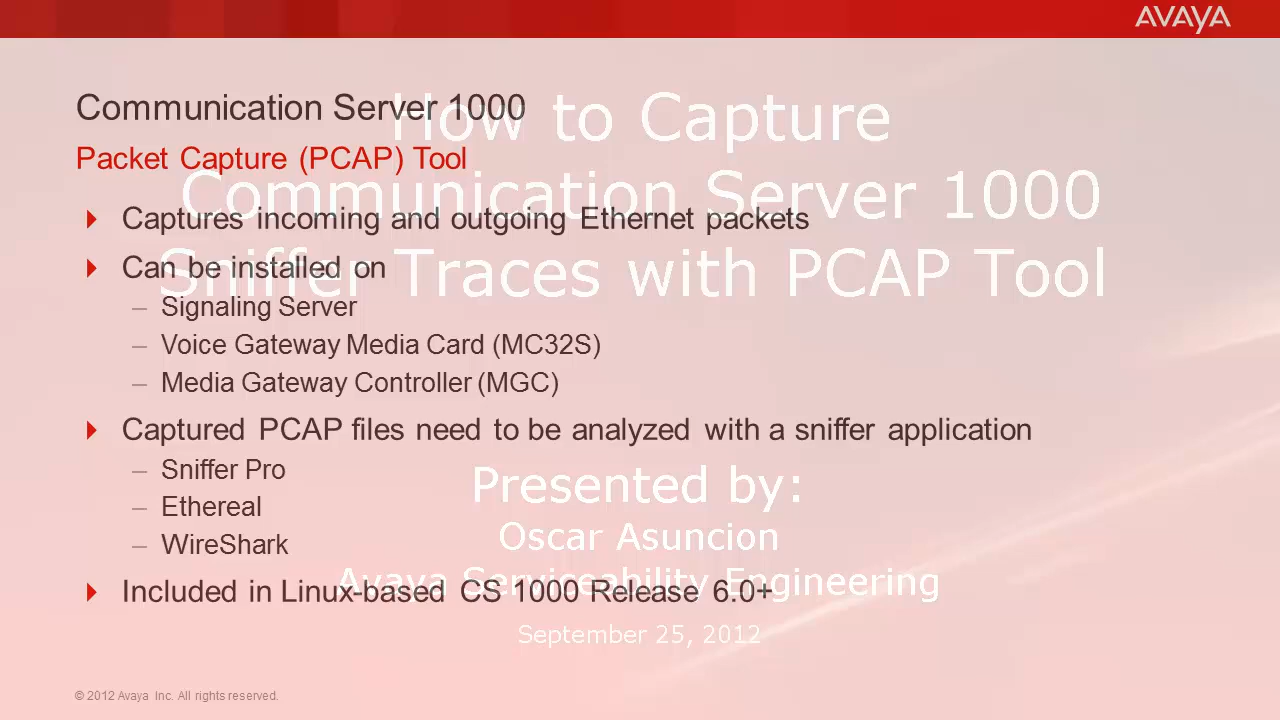 AVAYA
Communication Server 1000
Packet Capture (PCAP) Tool
Captures incoming and outgoing Ethernet packets
Can be installed on
– Signaling Server
– Voice Gateway Media Card (MC32S)
– Media Gateway Controller (MGC)
Captured PCAP files need to be analyzed with a sniffer application
– Sniffer Pro
– Ethereal
– WireShark
Included in Linux-based CS 1000 Release 6.0+
How to Capture
Communication Server 1000
Sniffer Traces with PCAP Tool
Presented by:
Oscar Asuncion
Avaya Serviceability Engineering
September 25, 2012
© 2012 Avaya Inc. All rights reserved.